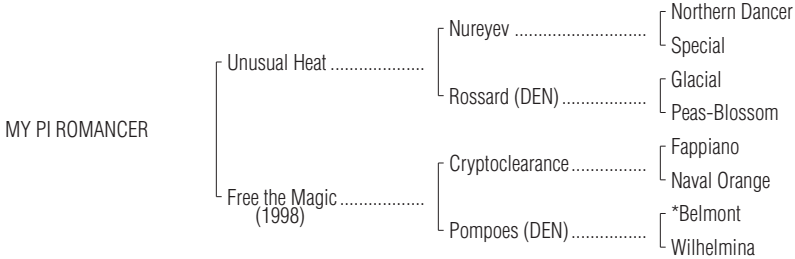 Northern Dancer
Nureyev ............................
Special
Unusual Heat ....................
Glacial
Rossard (DEN) ..................
Peas-Blossom
MY PI ROMANCER
Fappiano
Cryptoclearance ................
Naval Orange
Free the Magic ..................
(1998)
*Belmont
Pompoes (DEN) ................
Wilhelmina